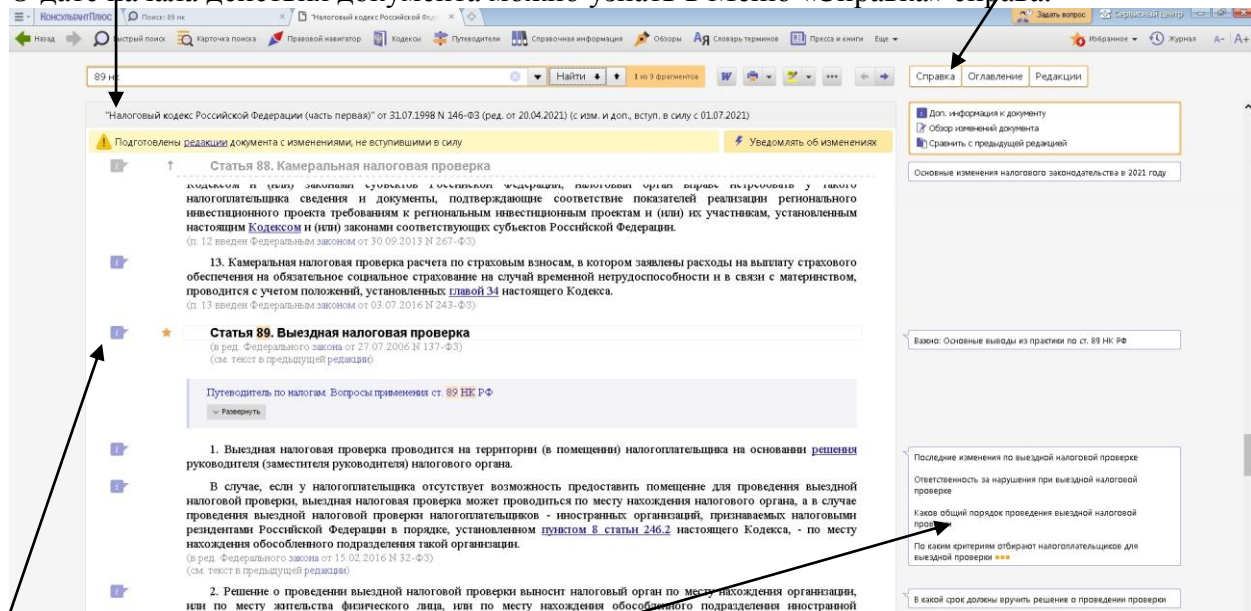 О дате начала действия документа можно узнать в меню «Справка» справа.
КонсультантПлюс Поиск: 89 нк "Налоговый кодекс Российской Фед Задать вопрос Сервисный центр
Назад Быстрый поиск Карточка поиска Правовой навигатор Кодексы Путеводители Справочная информация Обзоры Словарь терминов Пресса и книги Еще Избранное Журнал А- А+
89 нк Найти 1 из 3 фрагментов Справка Оглавление Редакции
"Налоговый кодекс Российской Федерации (часть первая)" от 31.07.1998 N 146-ФЗ (ред. от 20.04.2021) (с изм. и доп., вступ. в силу с 01.07.2021)
Подготовлены редакции документа с изменениями, не вступившими в силу Уведомлять об изменениях
Доп. информация к документу
Обзор изменений документа
Сравнить с предыдущей редакцией
Основные изменения налогового законодательства в 2021 году
Статья 88. Камеральная налоговая проверка
Кодексом и (или) законами субъектов Российской Федерации, налоговый орган вправе истребовать у такого
налогоплательщика сведения и документы, подтверждающие соответствие показателей реализации регионального
инвестиционного проекта требованиям к региональным инвестиционным проектам и (или) их участникам, установленным
настоящим Кодексом и (или) законами соответствующих субъектов Российской Федерации.
(п. 12 введен Федеральным законом от 30.09.2013 N 267-ФЗ)
13. Камеральная налоговая проверка расчета по страховым взносам, в котором заявлены расходы на выплату страхового
обеспечения на обязательное социальное страхование на случай временной нетрудоспособности и в связи с материнством,
проводится с учетом положений, установленных главой 34 настоящего Кодекса.
(п. 13 введен Федеральным законом от 03.07.2016 N 243-ФЗ)
Статья 89. Выездная налоговая проверка
(в ред. Федерального закона от 27.07.2006 N 137-ФЗ)
(см. текст в предыдущей редакции)
Важно: Основные выводы из практики по ст. 89 НК РФ
Путеводитель по налогам. Вопросы применения ст. 89 НК РФ
Развернуть
1. Выездная налоговая проверка проводится на территории (в помещении) налогоплательщика на основании решения
руководителя (заместителя руководителя) налогового органа.
В случае, если у налогоплательщика отсутствует возможность предоставить помещение для проведения выездной
налоговой проверки, выездная налоговая проверка может проводиться по месту нахождения налогового органа, а в случае
проведения выездной налоговой проверки налогоплательщиков - иностранных организаций, признаваемых налоговыми
резидентами Российской Федерации в порядке, установленном пунктом 8 статьи 246.2 настоящего Кодекса, - по месту
нахождения обособленного подразделения такой организации.
(в ред. Федерального закона от 15.02.2016 N 32-ФЗ)
(см. текст в предыдущей редакции)
Последние изменения по выездной налоговой проверке
Ответственность за нарушения при выездной налоговой
проверке
Каков общий порядок проведения выездной налоговой
проверки
По каким критериям отбирают налогоплательщиков для
выездной проверки
2. Решение о проведении выездной налоговой проверки выносит налоговый орган по месту нахождения организации,
или по месту жительства физического лица, или по месту нахождения обособленного подразделения иностранной
В какой срок должны вручить решение о проведении проверки